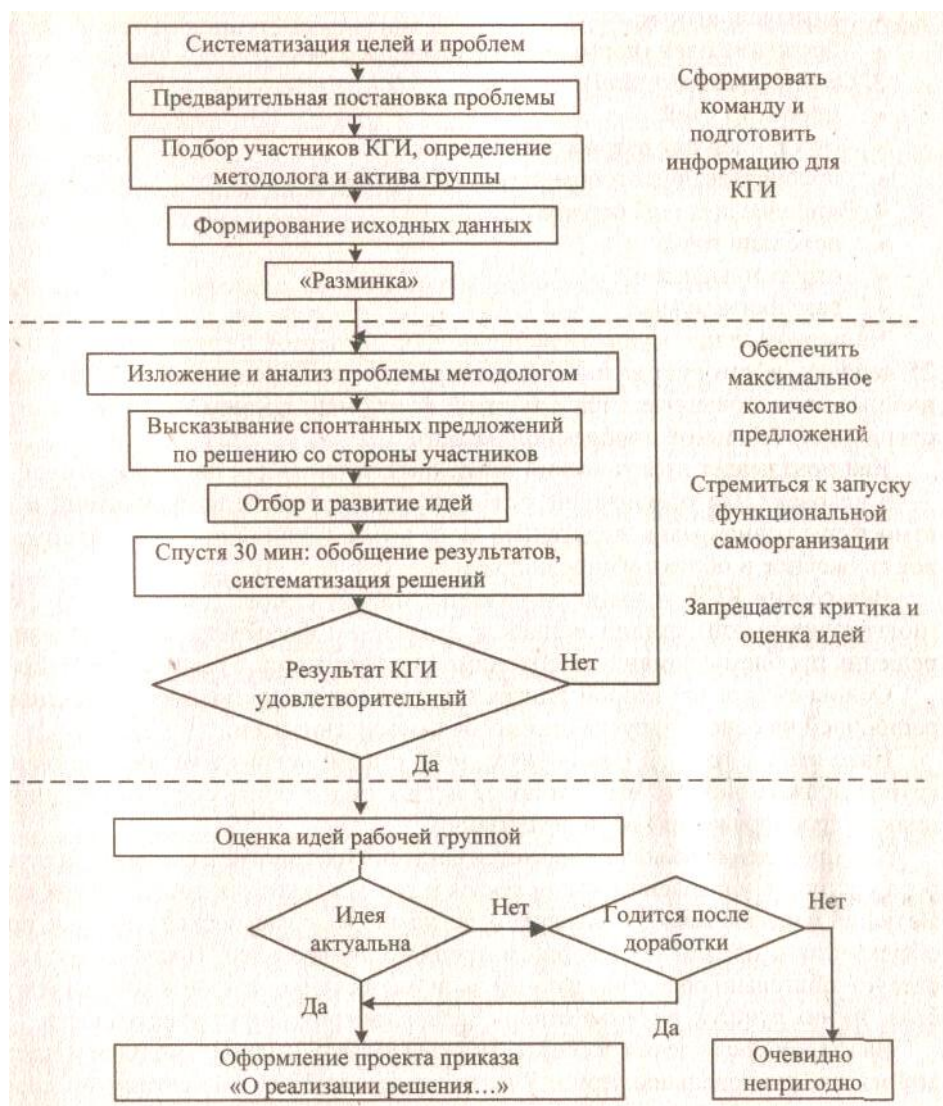 Систематизация целей и проблем
Предварительная постановка проблемы
Подбор участников КГИ, определение
методолога и актива группы
Формирование исходных данных
«Разминка»
Сформировать
команду и
подготовить
информацию для
КГИ
Изложение и анализ проблемы методологом
Высказывание спонтанных предложений
по решению со стороны участников
Отбор и развитие идей
Спустя 30 мин: обобщение результатов,
систематизация решений
Результат КГИ
удовлетворительный
Нет
Да
Обеспечить
максимальное
количество
предложений
Стремиться к запуску
функциональной
самоорганизации
Запрещается критика и
оценка идей
Оценка идей рабочей группой
Идея
актуальна
Нет
Годится после
доработки
Нет
Да
Да
Оформление проекта приказа
«О реализации решения...»
Очевидно
непригодно